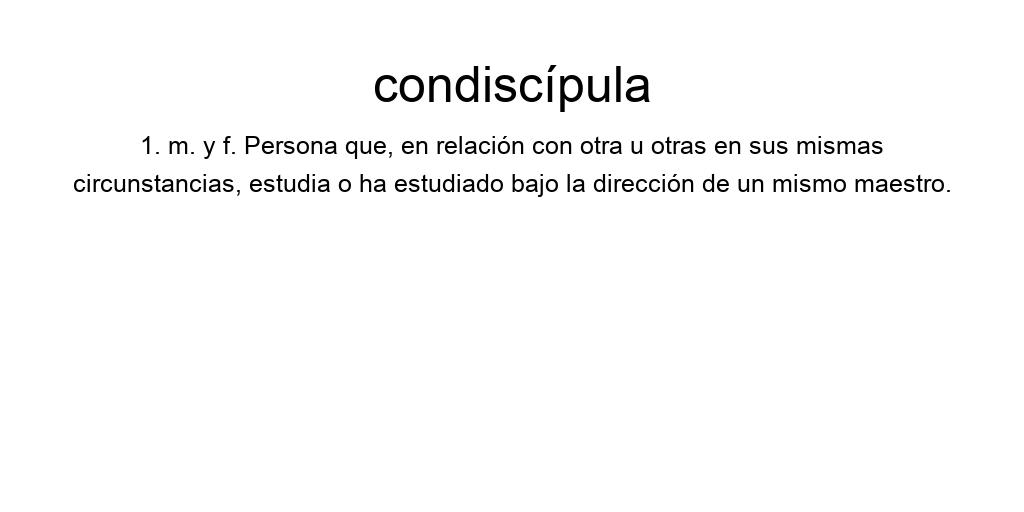 condiscípula
1. m. y f. Persona que, en relación con otra u otras en sus mismas
circunstancias, estudia o ha estudiado bajo la dirección de un mismo maestro.